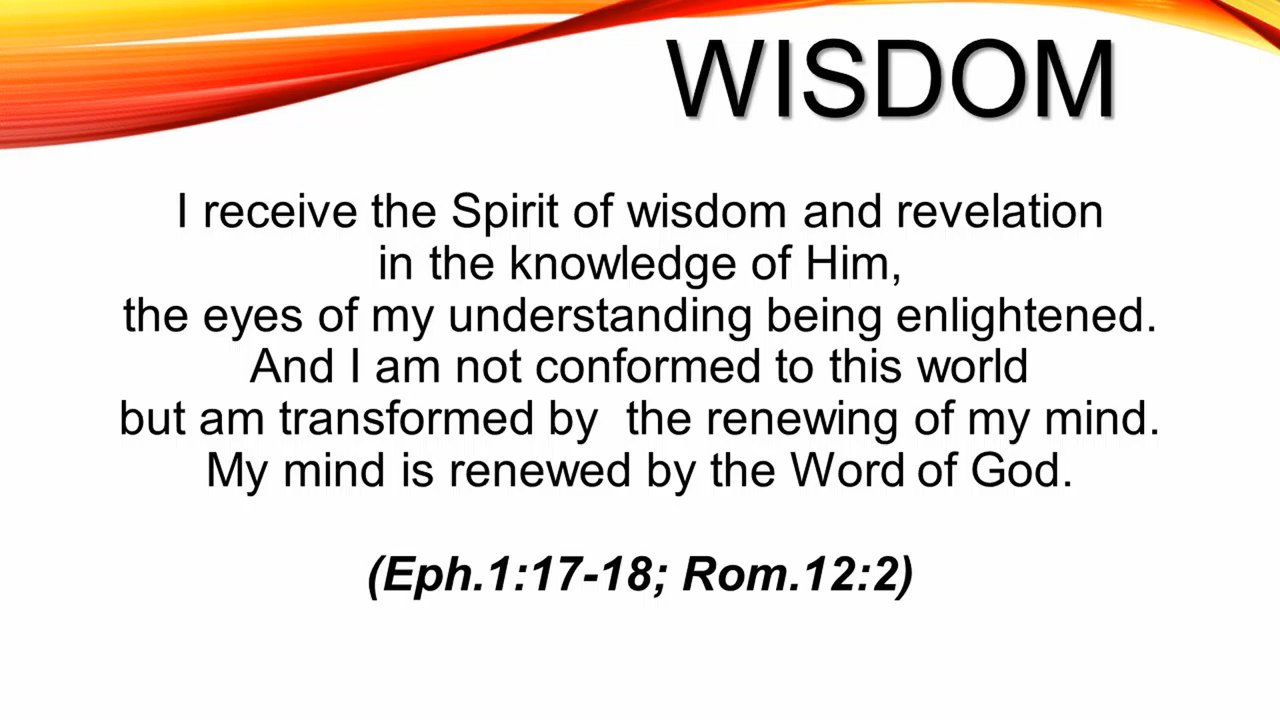 WISDOM
I receive the Spirit of wisdom and revelation
in the knowledge of Him,
the eyes of my understanding being enlightened.
And I am not conformed to this world
but am transformed by  the renewing of my mind.
My mind is renewed by the Word of God.
(Eph.1:17-18; Rom.12:2)